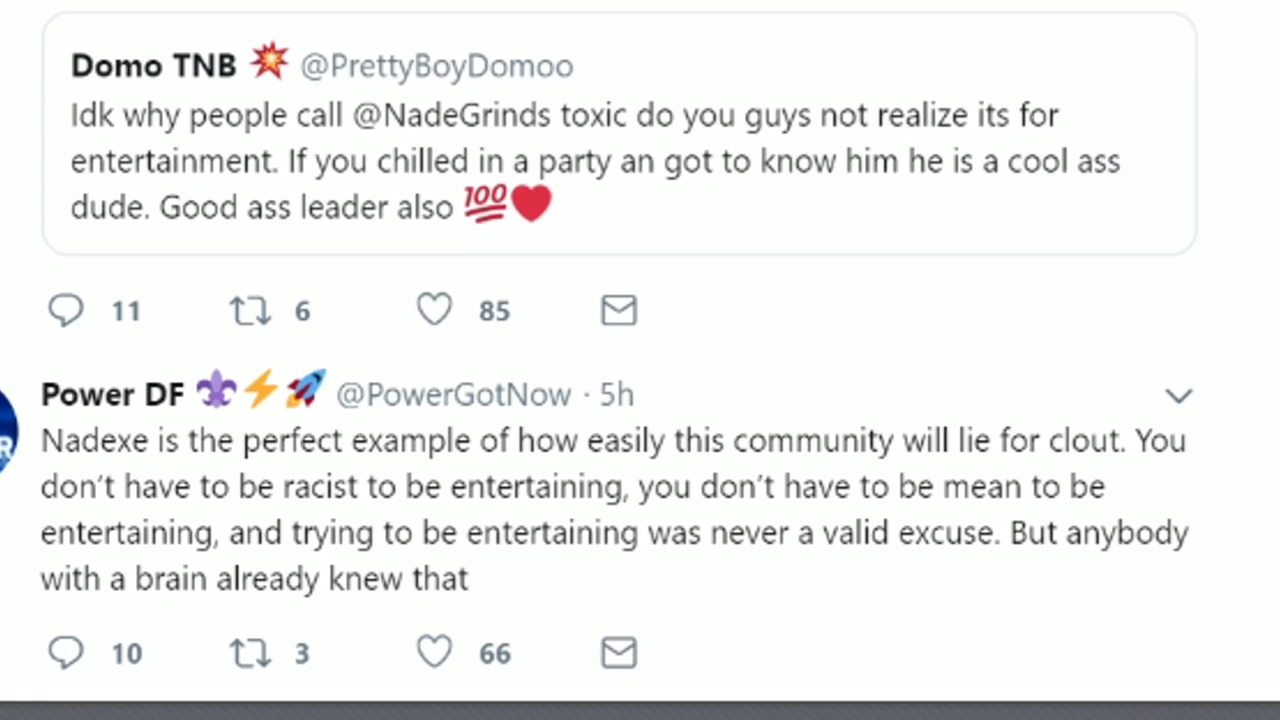 Domo TNB 💥 @PrettyBoyDomoo
Idk why people call @NadeGrinds toxic do you guys not realize its for
entertainment. If you chilled in a party an got to know him he is a cool ass
dude. Good ass leader also 💯❤️
11 6 85
Power DF ⚜️⚡🚀 @PowerGotNow · 5h
Nadexe is the perfect example of how easily this community will lie for clout. You
don’t have to be racist to be entertaining, you don’t have to be mean to be
entertaining, and trying to be entertaining was never a valid excuse. But anybody
with a brain already knew that
10 3 66